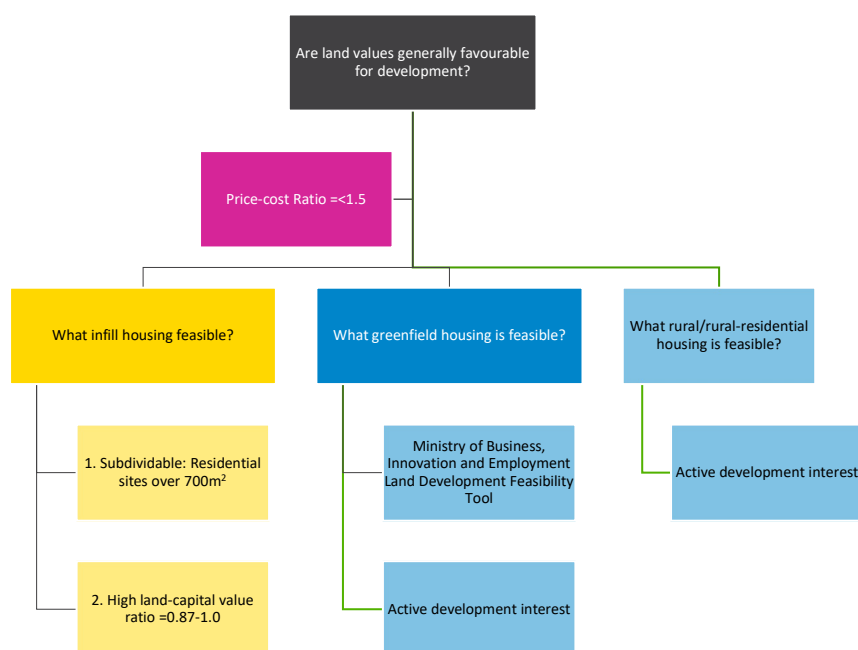 Are land values generally favourable
for development?
Price-cost Ratio =<1.5
What infill housing feasible?
What greenfield housing is feasible?
What rural/rural-residential
housing is feasible?
1. Subdividable: Residential
sites over 700m²
Ministry of Business,
Innovation and Employment
Land Development Feasibility
Tool
Active development interest
2. High land-capital value
ratio =0.87-1.0
Active development interest